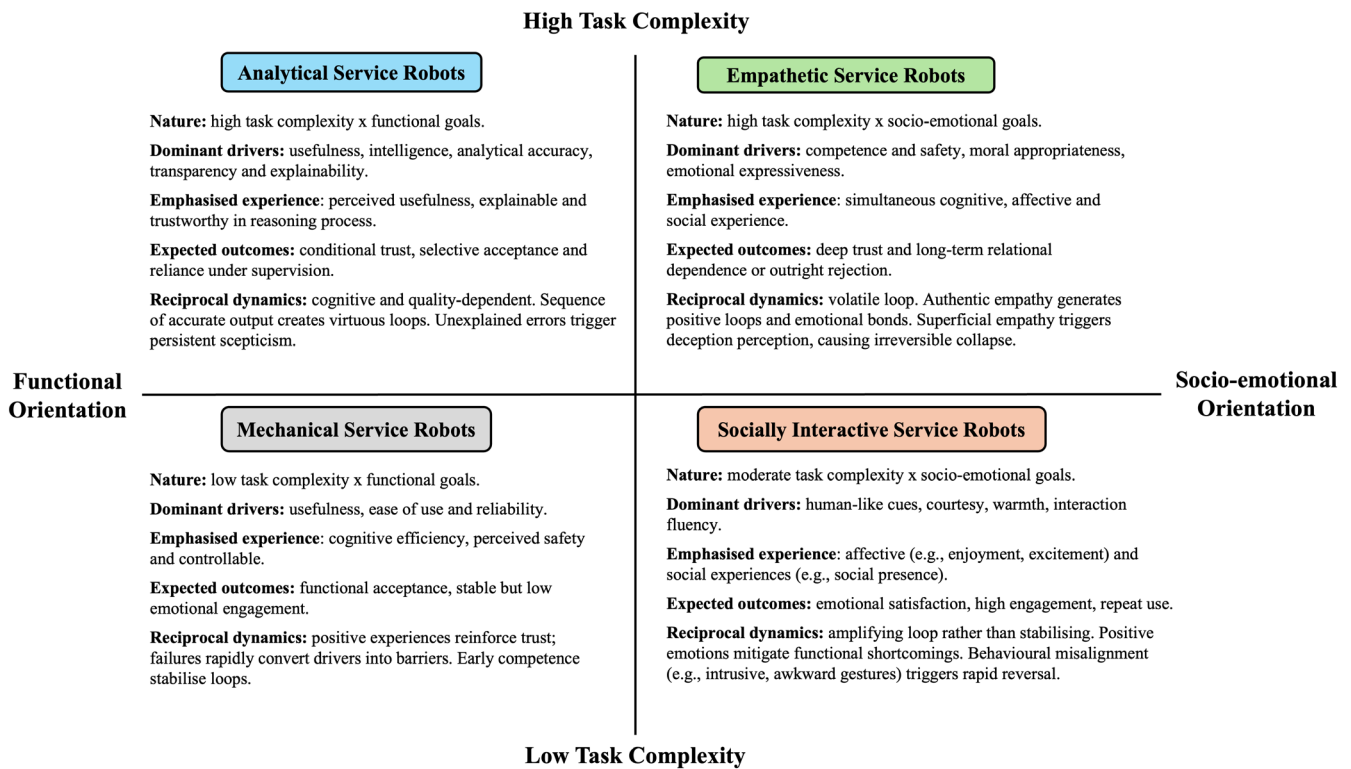 High Task Complexity
Analytical Service Robots
Nature: high task complexity x functional goals.
Dominant drivers: usefulness, intelligence, analytical accuracy,
transparency and explainability.
Emphasised experience: perceived usefulness, explainable and
trustworthy in reasoning process.
Expected outcomes: conditional trust, selective acceptance and
reliance under supervision.
Reciprocal dynamics: cognitive and quality-dependent. Sequence
of accurate output creates virtuous loops. Unexplained errors trigger
persistent scepticism.
Empathetic Service Robots
Nature: high task complexity x socio-emotional goals.
Dominant drivers: competence and safety, moral appropriateness,
emotional expressiveness.
Emphasised experience: simultaneous cognitive, affective and
social experience.
Expected outcomes: deep trust and long-term relational
dependence or outright rejection.
Reciprocal dynamics: volatile loop. Authentic empathy generates
positive loops and emotional bonds. Superficial empathy triggers
deception perception, causing irreversible collapse.
Functional
Orientation
Socio-emotional
Orientation
Mechanical Service Robots
Nature: low task complexity x functional goals.
Dominant drivers: usefulness, ease of use and reliability.
Emphasised experience: cognitive efficiency, perceived safety
and controllable.
Expected outcomes: functional acceptance, stable but low
emotional engagement.
Reciprocal dynamics: positive experiences reinforce trust;
failures rapidly convert drivers into barriers. Early competence
stabilise loops.
Socially Interactive Service Robots
Nature: moderate task complexity x socio-emotional goals.
Dominant drivers: human-like cues, courtesy, warmth, interaction
fluency.
Emphasised experience: affective (e.g., enjoyment, excitement) and
social experiences (e.g., social presence).
Expected outcomes: emotional satisfaction, high engagement, repeat use.
Reciprocal dynamics: amplifying loop rather than stabilising. Positive
emotions mitigate functional shortcomings. Behavioural misalignment
(e.g., intrusive, awkward gestures) triggers rapid reversal.
Low Task Complexity